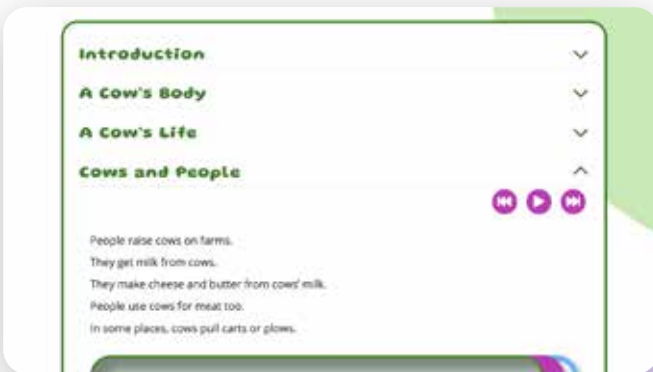 Introduction
A Cow's Body
A Cow's Life
Cows and People
People raise cows on farms.
They get milk from cows.
They make cheese and butter from cows' milk.
People use cows for meat too.
In some places, cows pull carts or plows.